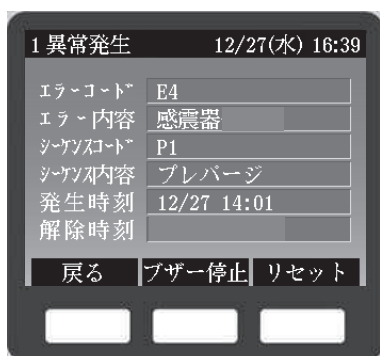 1 異常発生 12/27(水) 16:39
ｴﾗｰｺｰﾄﾞ E4
エラー内容 感震器
ｼｰｹﾝｽｺｰﾄﾞ P1
ｼｰｹﾝｽ内容 プレパージ
発生時刻 12/27 14:01
解除時刻
戻る ブザー停止 リセット